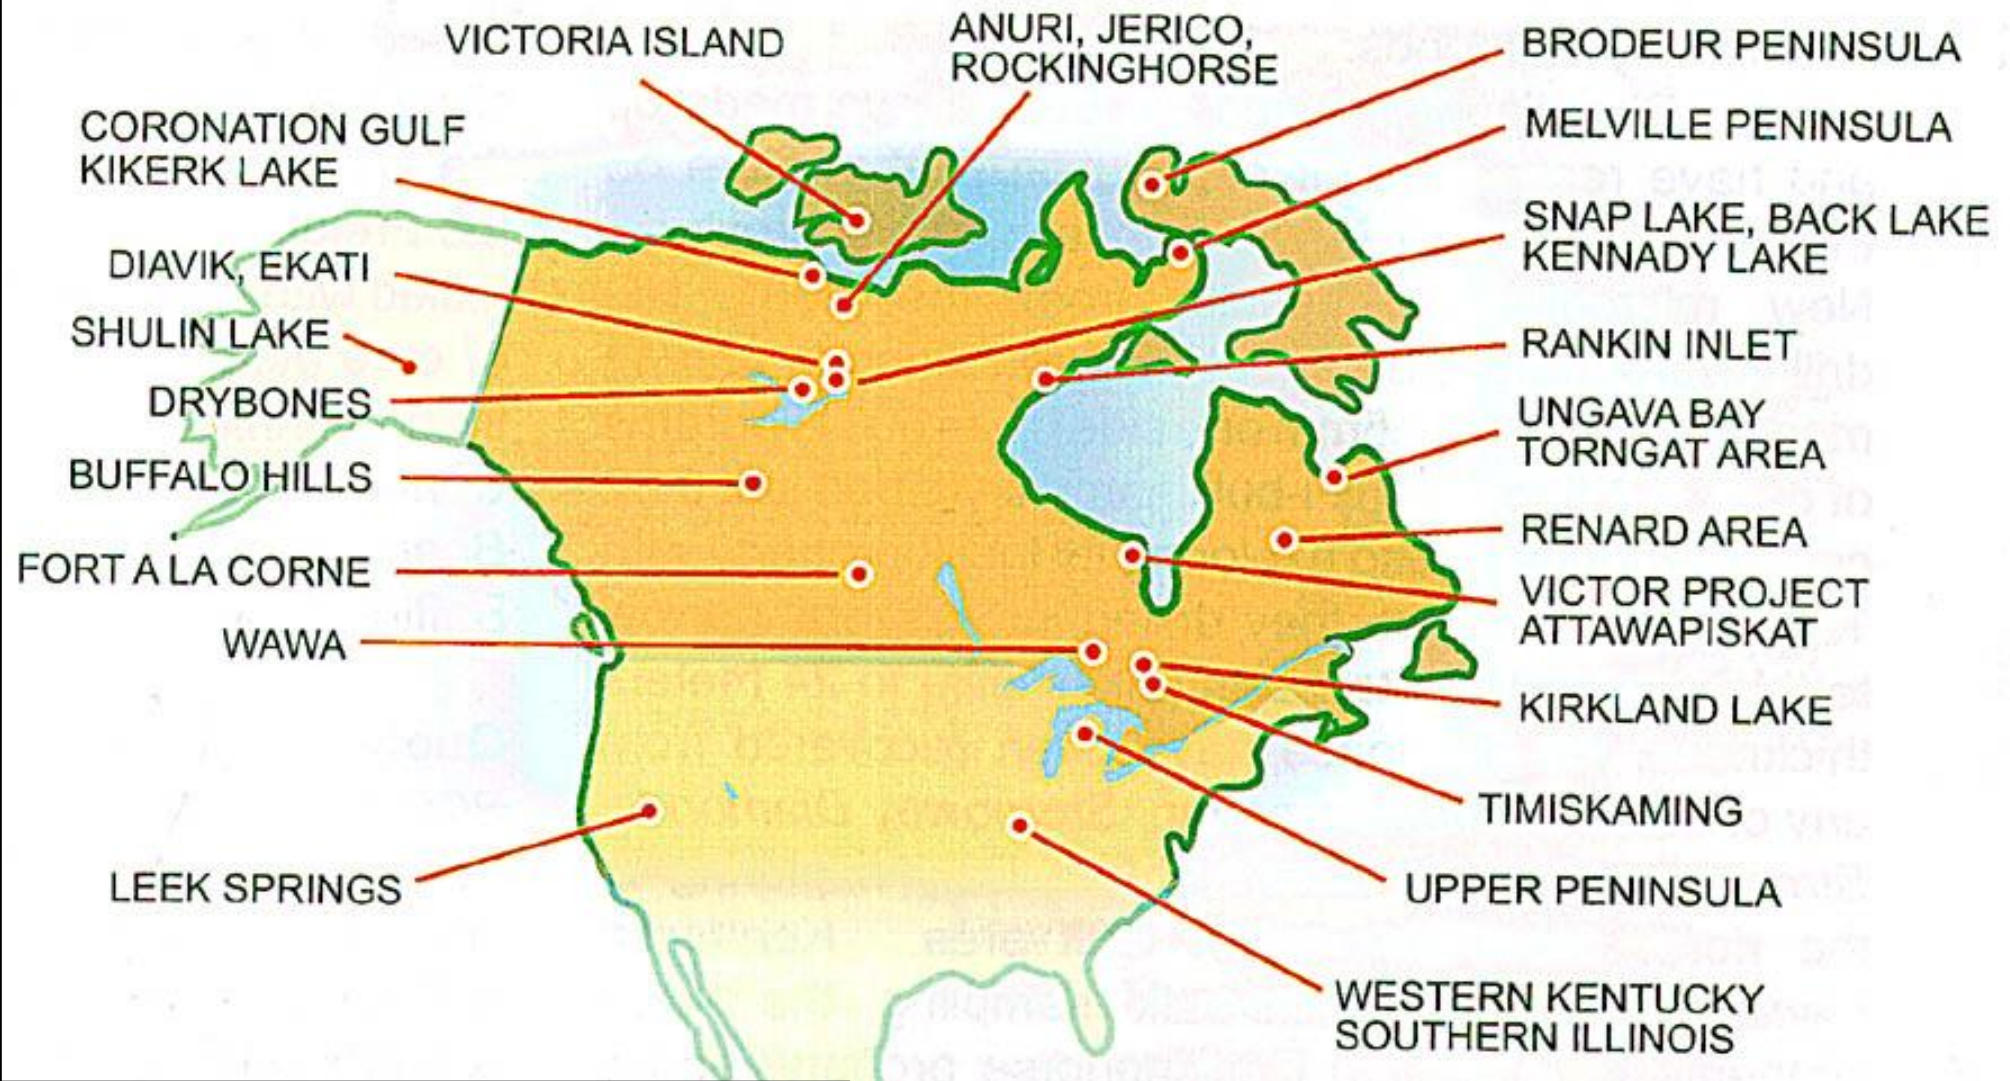 VICTORIA ISLAND
ANURI, JERICO,
ROCKINGHORSE
BRODEUR PENINSULA
CORONATION GULF
KIKERK LAKE
MELVILLE PENINSULA
SNAP LAKE, BACK LAKE
KENNADY LAKE
DIAVIK, EKATI
SHULIN LAKE
RANKIN INLET
DRYBONES
UNGAVA BAY
TORNGAT AREA
BUFFALO HILLS
RENARD AREA
FORT A LA CORNE
VICTOR PROJECT
ATTAWAPISKAT
WAWA
KIRKLAND LAKE
TIMISKAMING
LEEK SPRINGS
UPPER PENINSULA
WESTERN KENTUCKY
SOUTHERN ILLINOIS